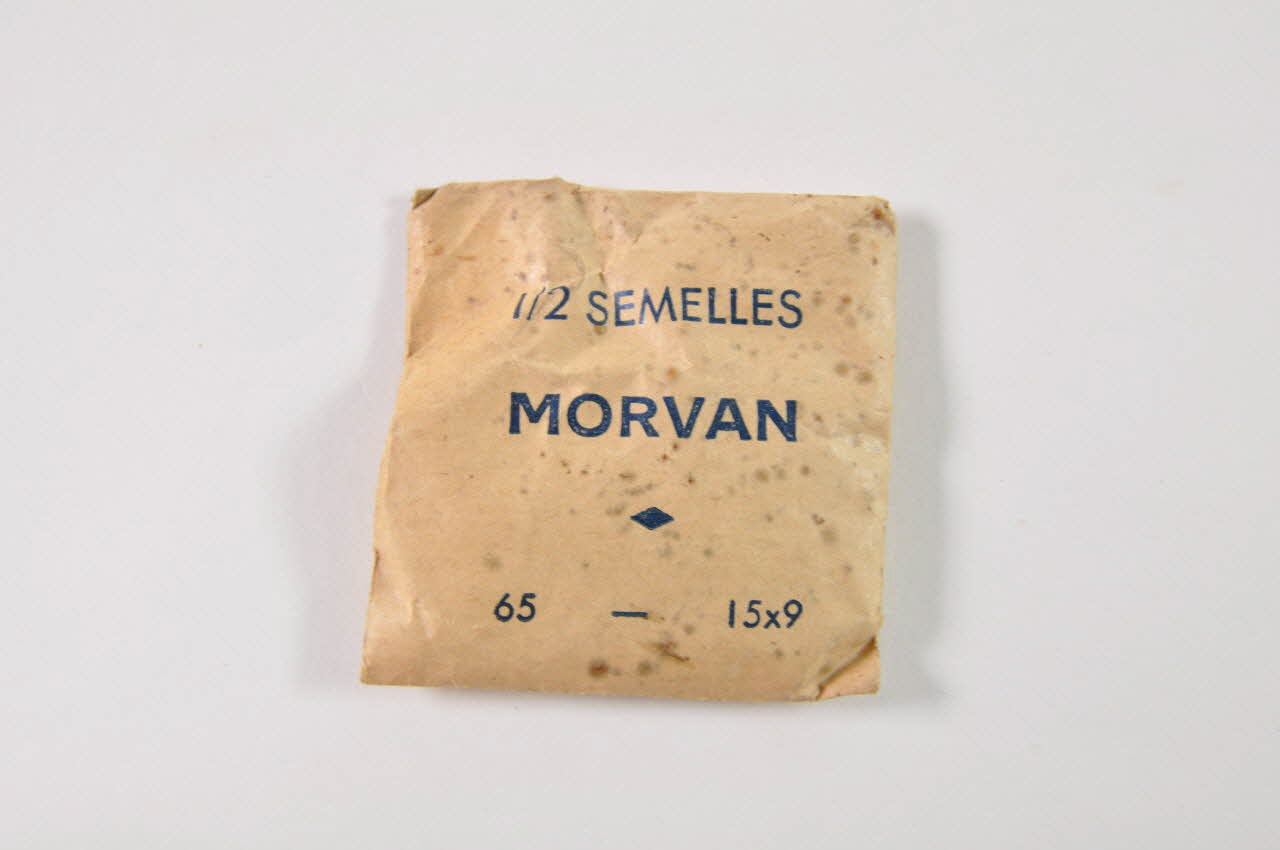 1/2 SEMELLES
MORVAN
65 — 15x9